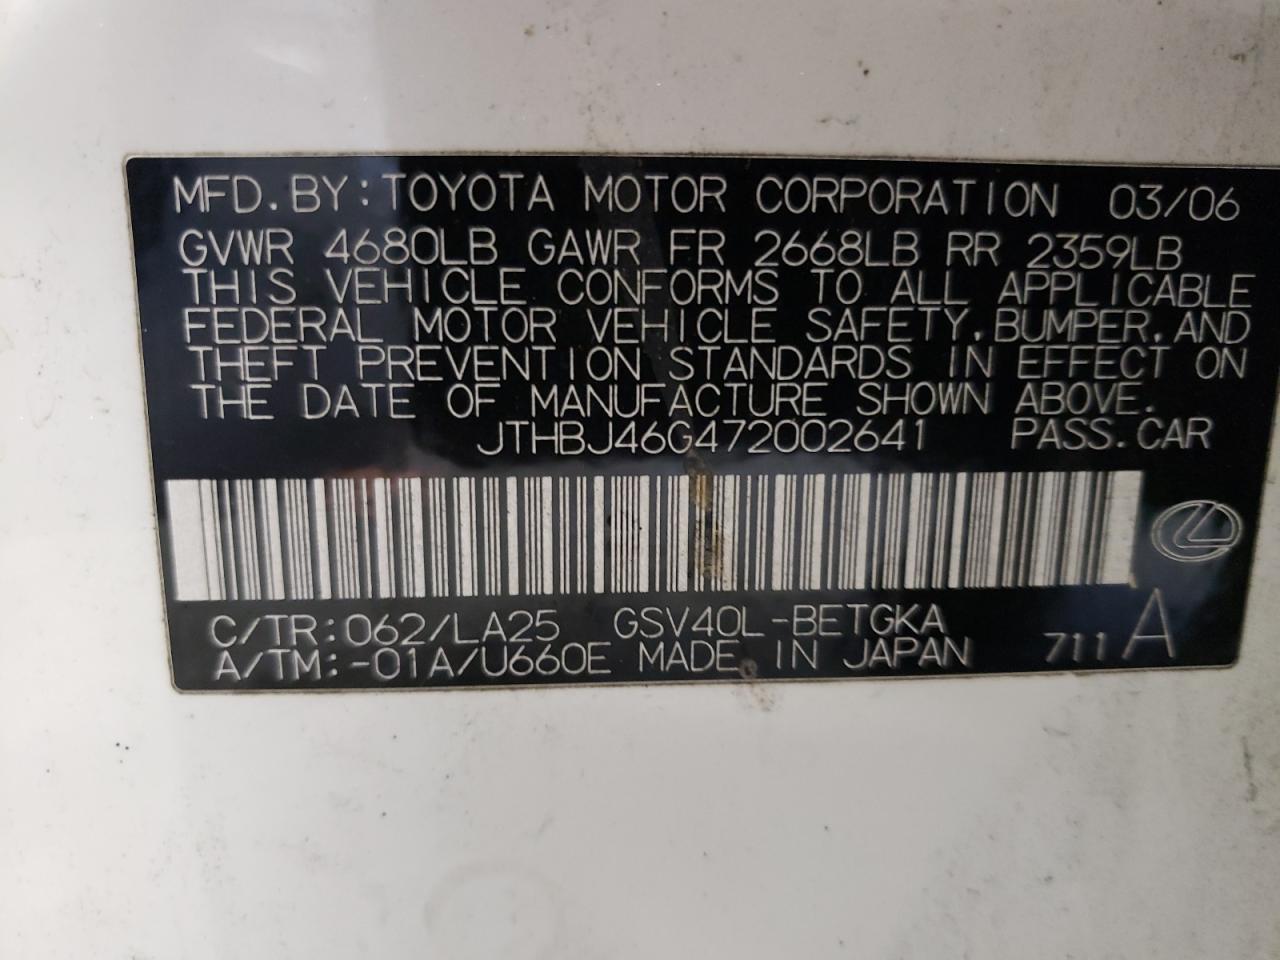 MFD. BY: TOYOTA MOTOR CORPORATION 03/06
GVWR 4680LB GAWR FR 2668LB RR 2359LB
THIS VEHICLE CONFORMS TO ALL APPLICABLE
FEDERAL MOTOR VEHICLE SAFETY, BUMPER, AND
THEFT PREVENTION STANDARDS IN EFFECT ON
THE DATE OF MANUFACTURE SHOWN ABOVE.
JTHBJ46G472002641 PASS. CAR
C/TR: 062/LA25 GSV40L-BETGKA
A/TM: -01A/U660E MADE IN JAPAN 711 A